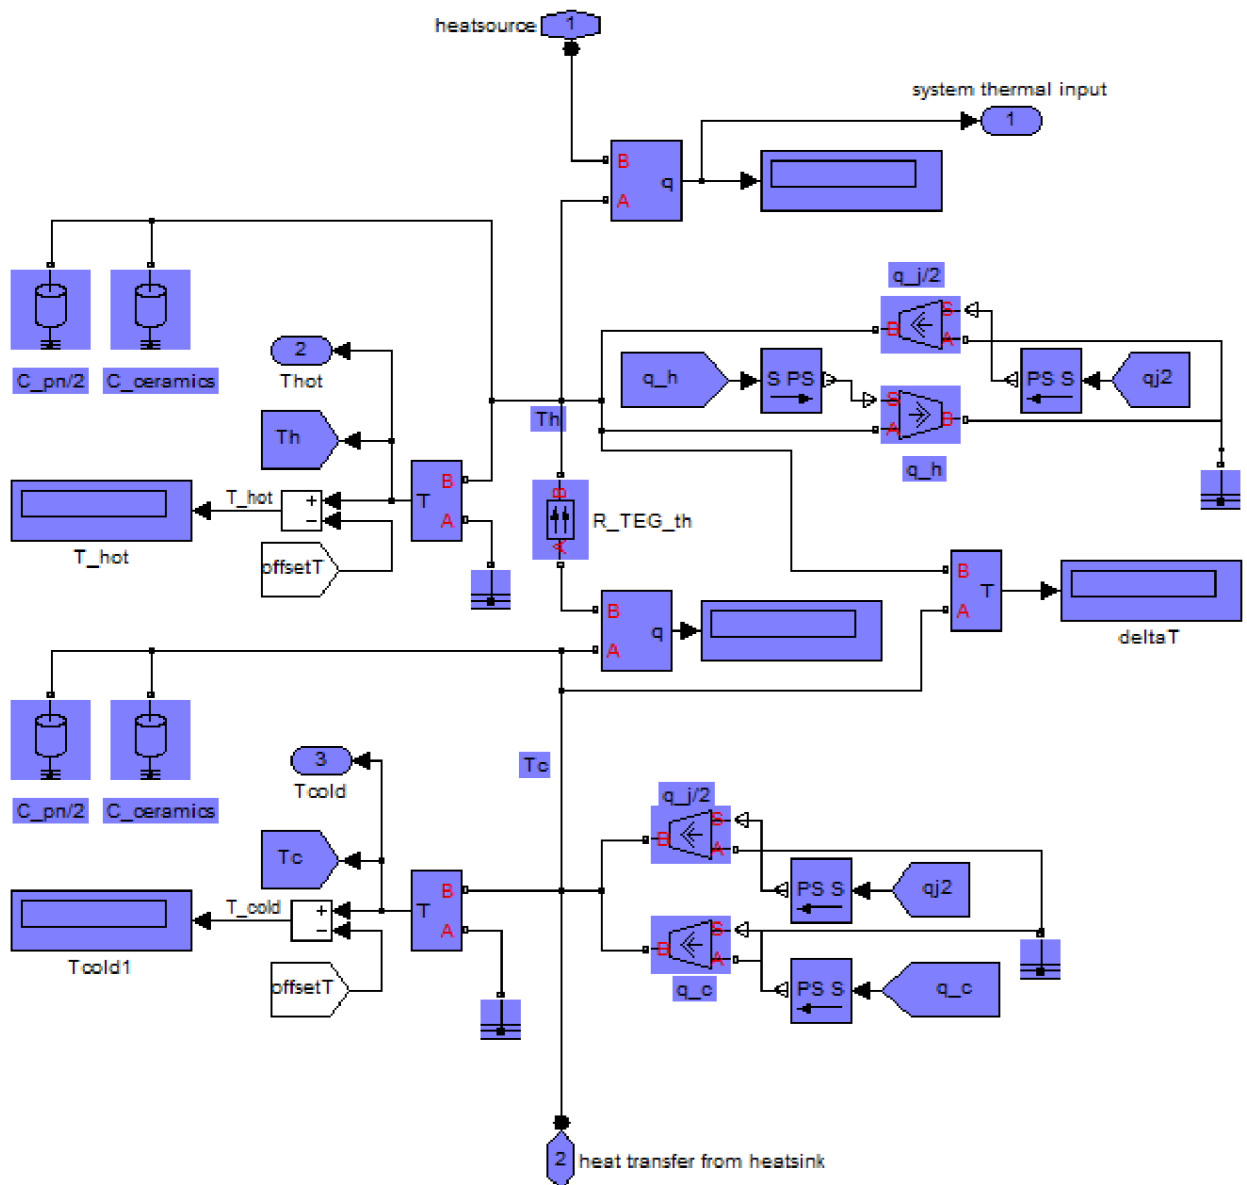 heatsource 1
system thermal input
1
B
q
A
q_j/2
S
B
A
C_pn/2 C_ceramics
2
Thot
q_h
S PS
PS S
qj2
S
A
B
q_h
Th
Th
T_hot
+
-
B
T
A
offsetT
T_hot
B
A
R_TEG_th
B
q
A
B
T
A
deltaT
C_pn/2 C_ceramics
3
Tcold
Tc
Tc
q_j/2
S
B
A
PS S
qj2
T_cold
+
-
B
T
A
offsetT
Tcold1
S
B
A
q_c
PS S
q_c
2 heat transfer from heatsink